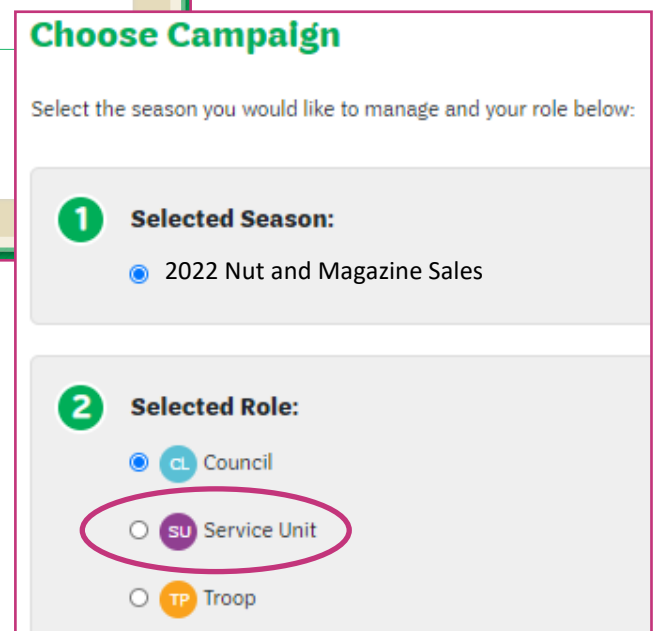 Choose Campaign
Select the season you would like to manage and your role below:
1 Selected Season:
2022 Nut and Magazine Sales
2 Selected Role:
CL Council
SU Service Unit
TP Troop